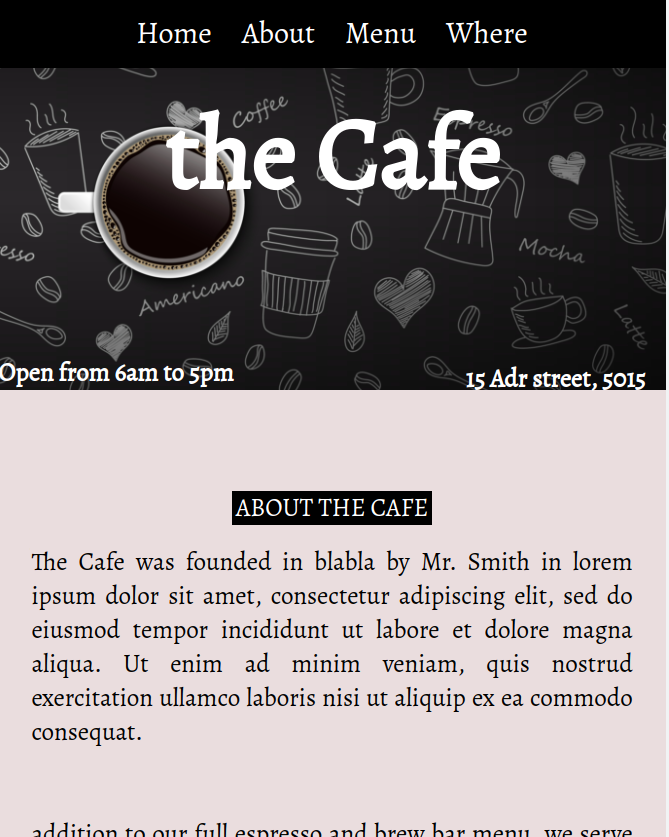 Home About Menu Where
Coffee
Espresso
the Cafe
Latte
esso
Mocha
Americano
Latte
Open from 6am to 5pm
15 Adr street, 5015
ABOUT THE CAFE
The Cafe was founded in blabla by Mr. Smith in lorem
ipsum dolor sit amet, consectetur adipiscing elit, sed do
eiusmod tempor incididunt ut labore et dolore magna
aliqua. Ut enim ad minim veniam, quis nostrud
exercitation ullamco laboris nisi ut aliquip ex ea commodo
consequat.
addition to our full espresso and brew bar menu, we serve